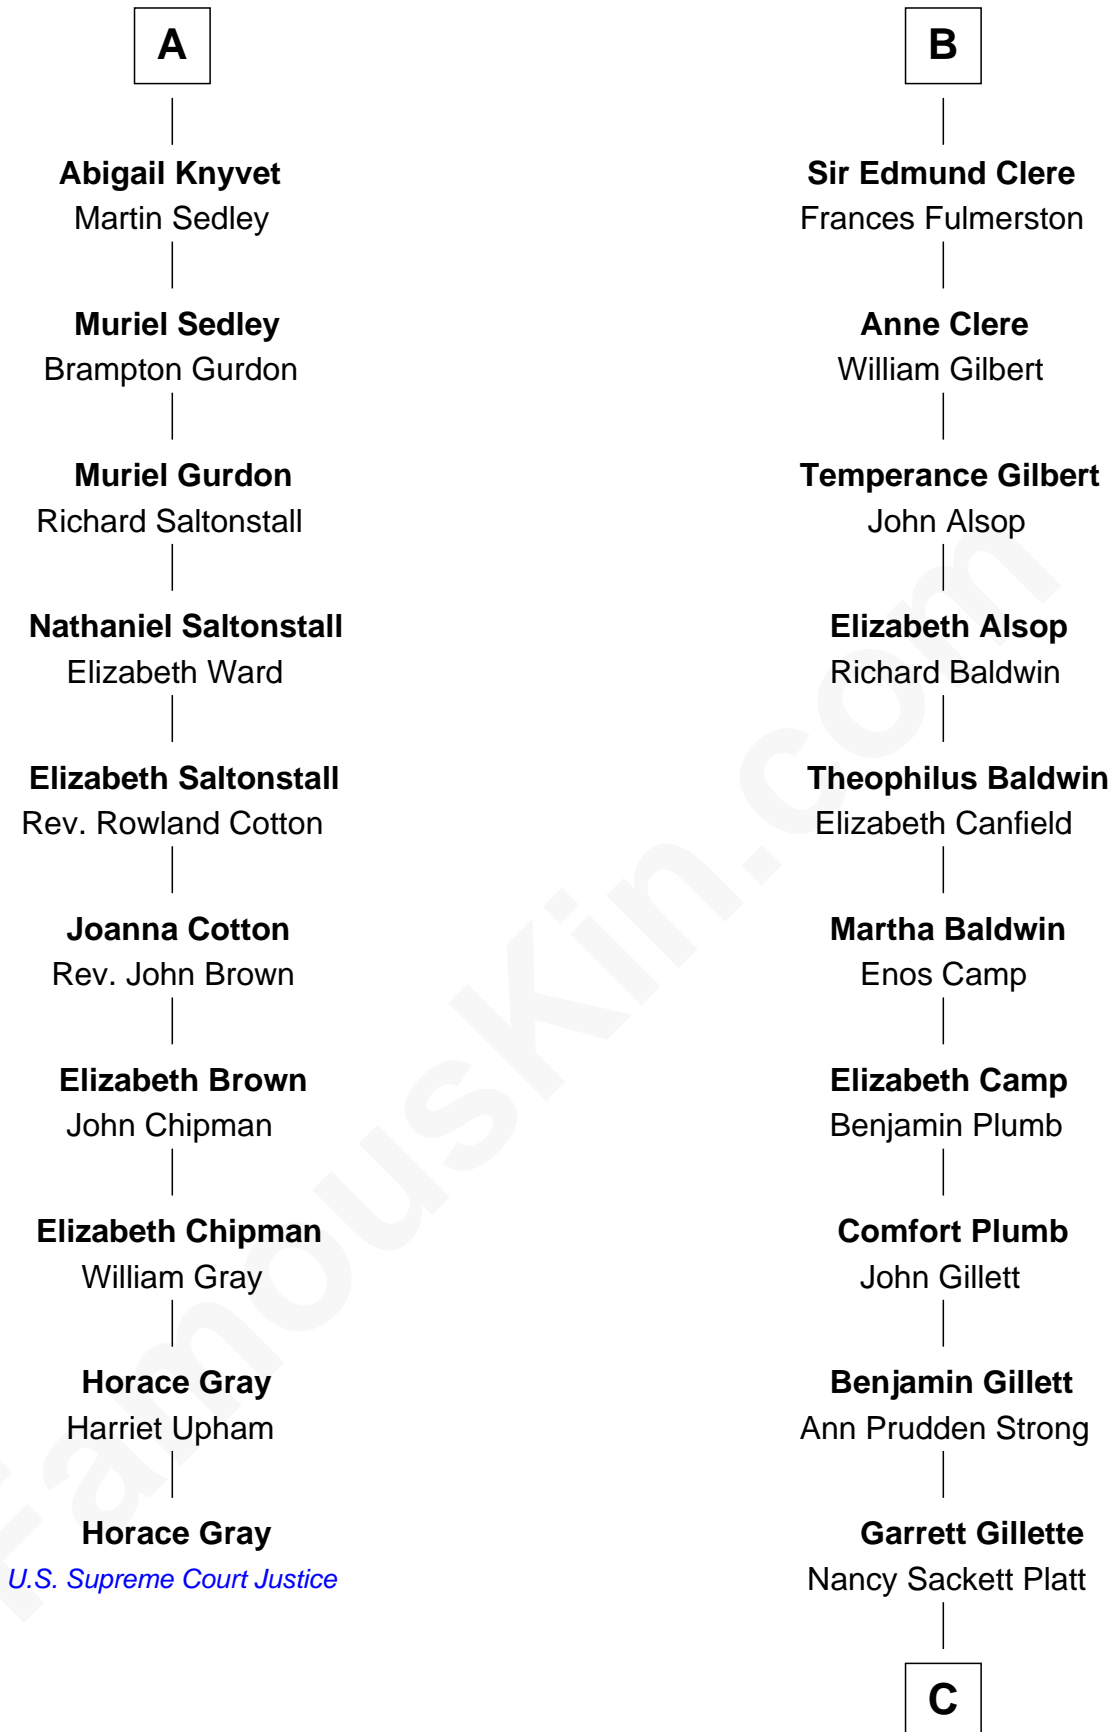 A
Abigail Knyvet
Martin Sedley
Muriel Sedley
Brampton Gurdon
Muriel Gurdon
Richard Saltonstall
Nathaniel Saltonstall
Elizabeth Ward
Elizabeth Saltonstall
Rev. Rowland Cotton
Joanna Cotton
Rev. John Brown
Elizabeth Brown
John Chipman
Elizabeth Chipman
William Gray
Horace Gray
Harriet Upham
Horace Gray
U.S. Supreme Court Justice
B
Sir Edmund Clere
Frances Fulmerston
Anne Clere
William Gilbert
Temperance Gilbert
John Alsop
Elizabeth Alsop
Richard Baldwin
Theophilus Baldwin
Elizabeth Canfield
Martha Baldwin
Enos Camp
Elizabeth Camp
Benjamin Plumb
Comfort Plumb
John Gillett
Benjamin Gillett
Ann Prudden Strong
Garrett Gillette
Nancy Sackett Platt
C
FamousKin.com